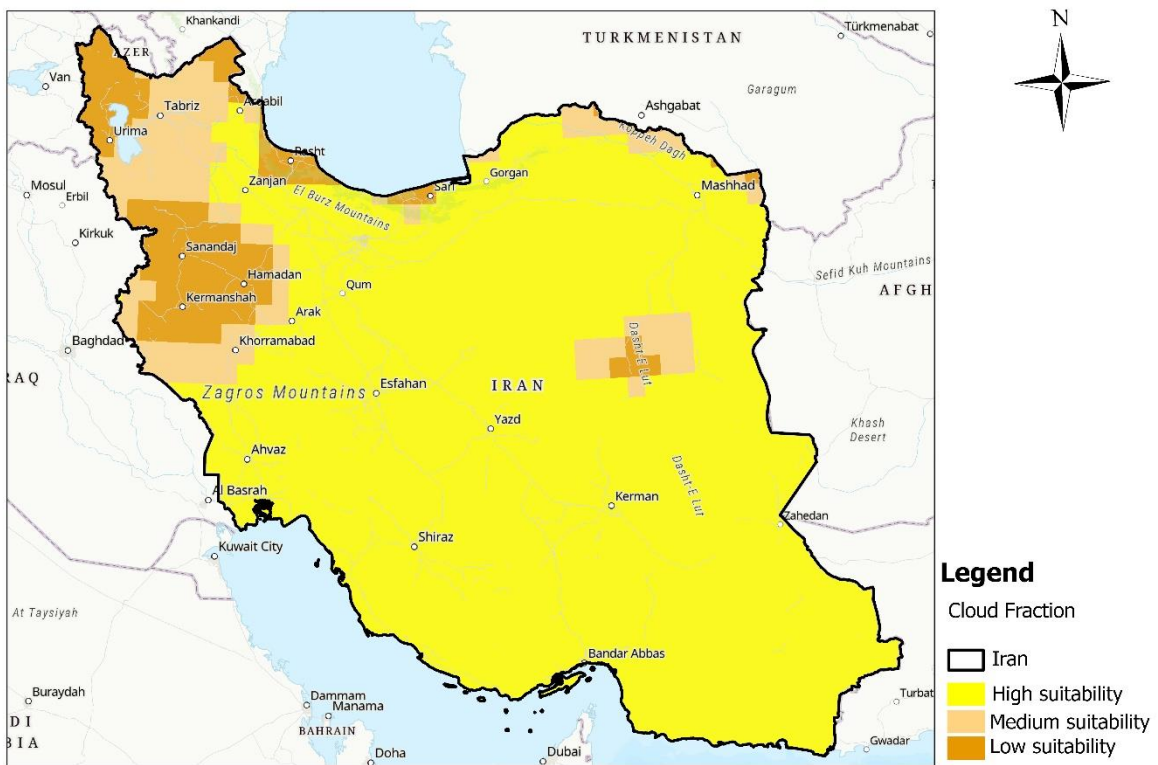 Khankandi
AZER
TURKMENISTAN
Türkmenabat
N
Van
Tabriz
Ardabil
Ashgabat
Garagum
Urima
Koppeh Dagh
Rasht
Mosul
Erbil
Zanjan
El Burz Mountains
Sari
Gorgan
Mashhad
Kirkuk
Sanandaj
Hamadan
Sefid Kuh Mountains
AFGH
Kermanshah
Qum
Arak
Baghdad
Khorramabad
Dasht-E Lut
RAQ
Zagros Mountains
Esfahan
IRAN
Yazd
Khash
Desert
Ahvaz
Dasht-E Lut
Al Basrah
Kerman
Zahedan
Shiraz
Kuwait City
At Taysiyah
Legend
Cloud Fraction
Iran
High suitability
Medium suitability
Low suitability
Bandar Abbas
Buraydah
Dammam
Manama
BAHRAIN
Turbat
DI
BIA
Doha
Dubai
Gwadar